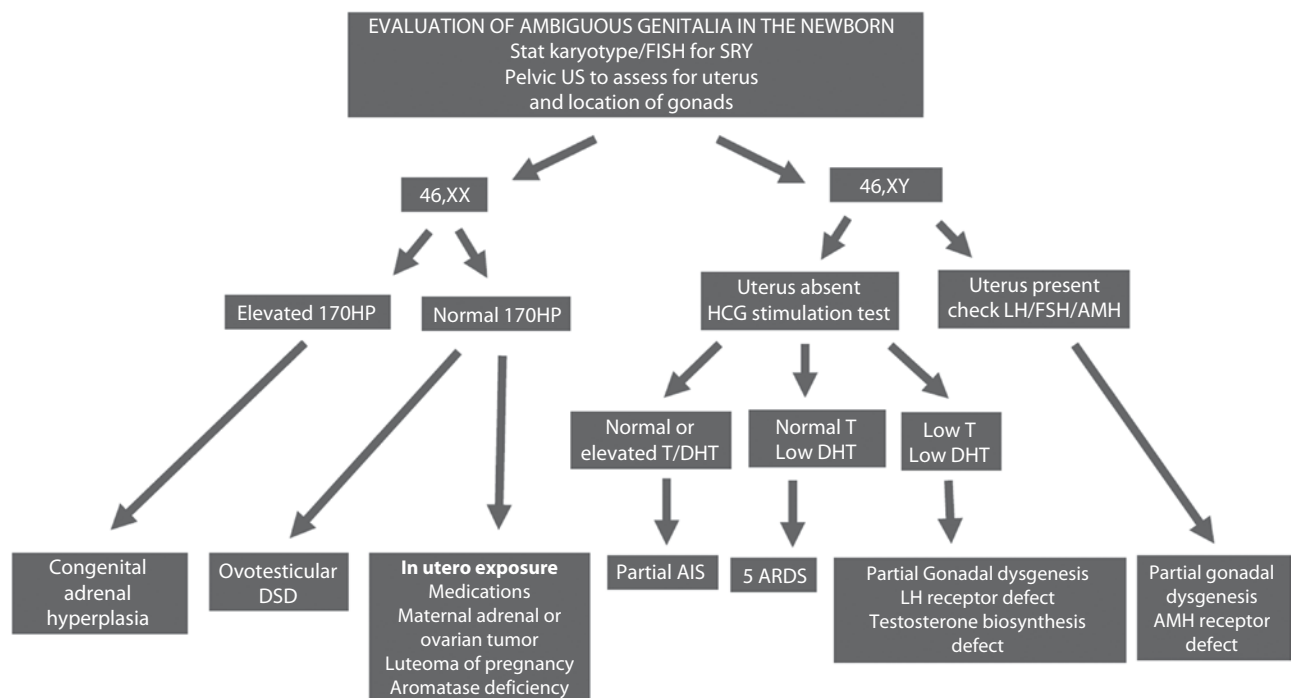 EVALUATION OF AMBIGUOUS GENITALIA IN THE NEWBORN
Stat karyotype/FISH for SRY
Pelvic US to assess for uterus
and location of gonads
46,XX
46,XY
Elevated 170HP
Normal 170HP
Uterus absent
HCG stimulation test
Uterus present
check LH/FSH/AMH
Normal or
elevated T/DHT
Normal T
Low DHT
Low T
Low DHT
Congenital
adrenal
hyperplasia
Ovotesticular
DSD
In utero exposure
Medications
Maternal adrenal or
ovarian tumor
Luteoma of pregnancy
Aromatase deficiency
Partial AIS
5 ARDS
Partial Gonadal dysgenesis
LH receptor defect
Testosterone biosynthesis
defect
Partial gonadal
dysgenesis
AMH receptor
defect